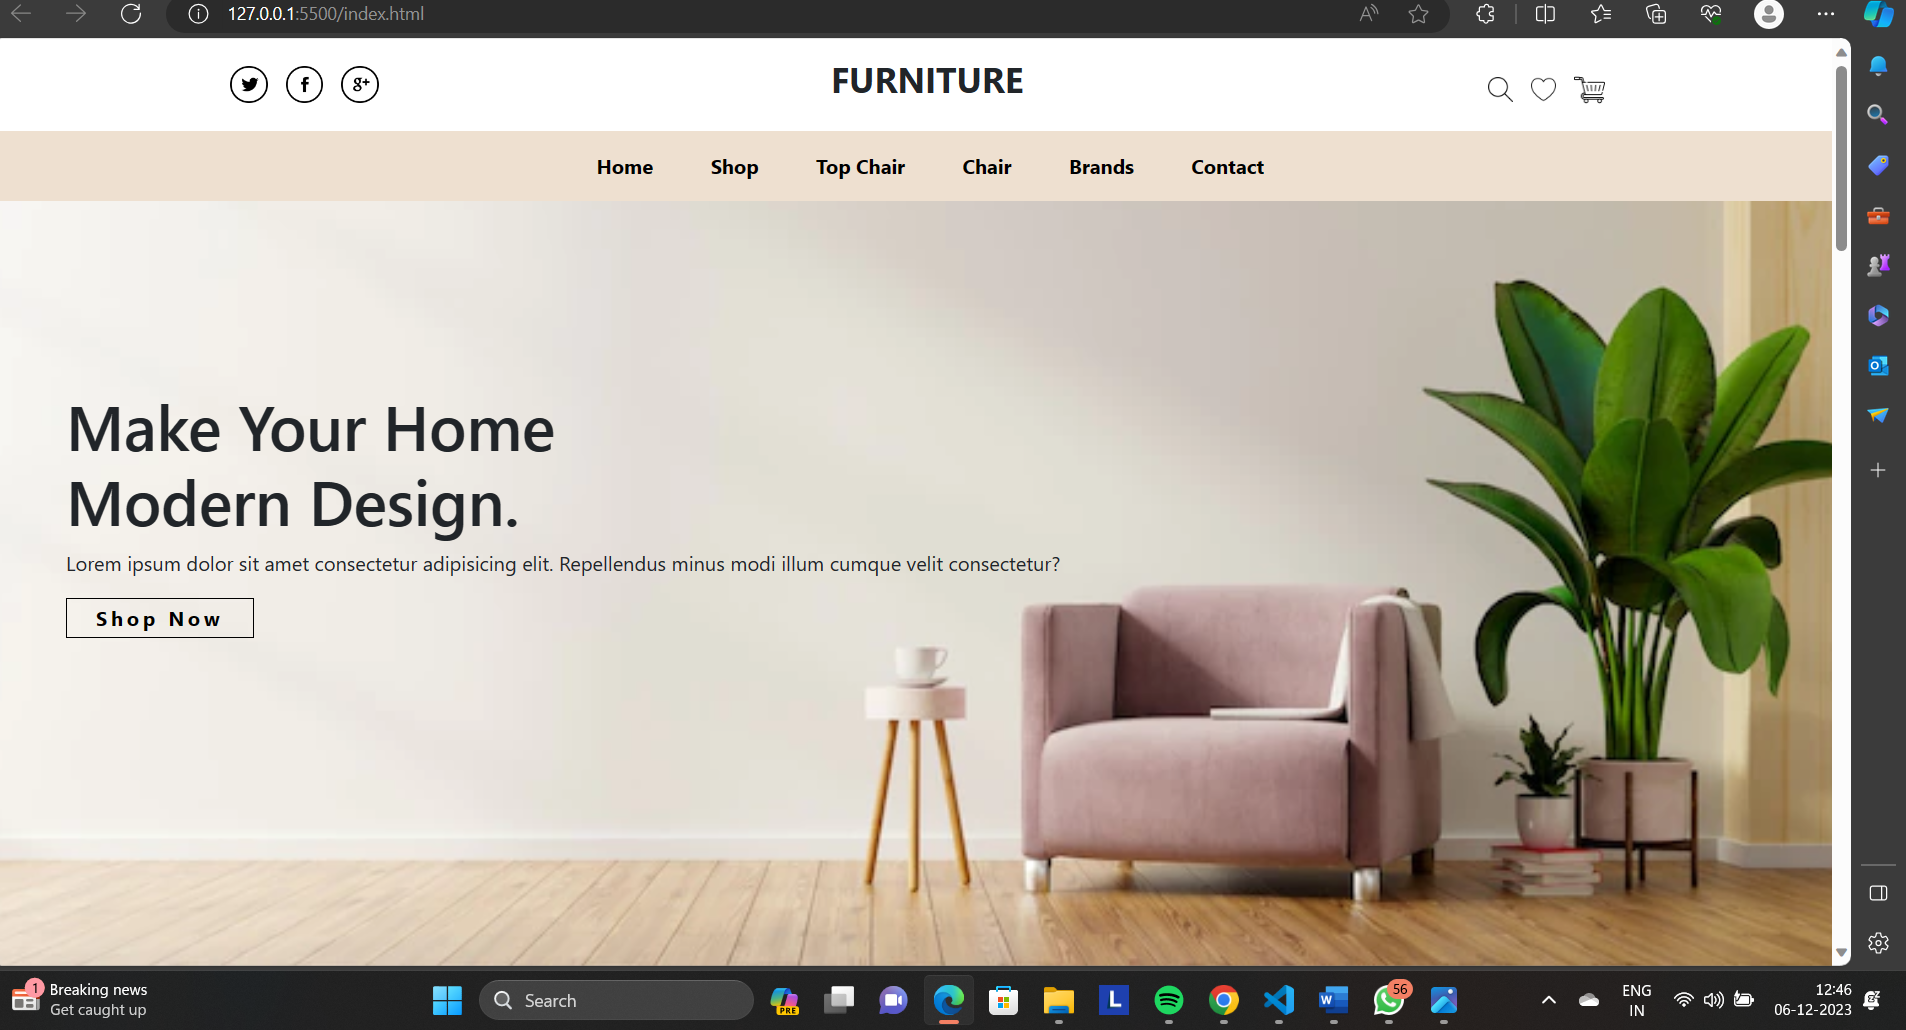 127.0.0.1:5500/index.html
FURNITURE
Home Shop Top Chair Chair Brands Contact
Make Your Home
Modern Design.
Lorem ipsum dolor sit amet consectetur adipisicing elit. Repellendus minus modi illum cumque velit consectetur?
Shop Now
1
Breaking news
Get caught up
Search
PRE
L
W
56
ENG
IN
12:46
06-12-2023